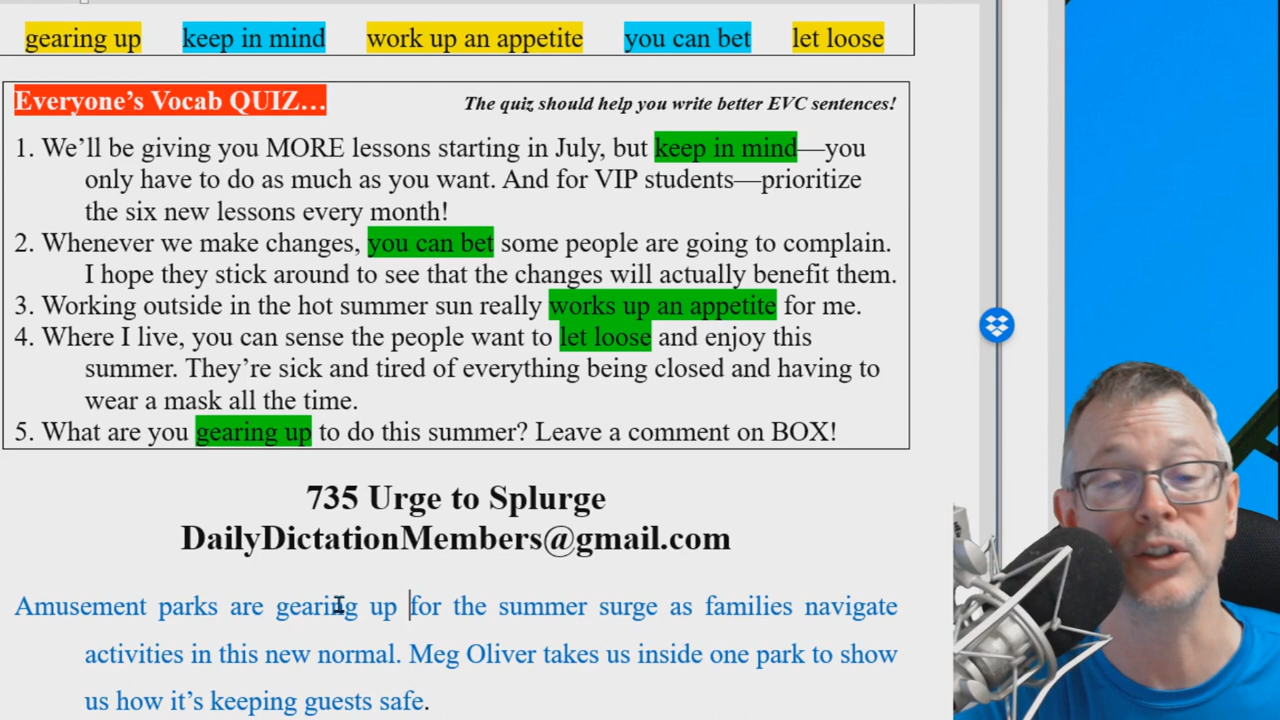 gearing up keep in mind work up an appetite you can bet let loose
Everyone’s Vocab QUIZ… The quiz should help you write better EVC sentences!
1. We’ll be giving you MORE lessons starting in July, but keep in mind—you
only have to do as much as you want. And for VIP students—prioritize
the six new lessons every month!
2. Whenever we make changes, you can bet some people are going to complain.
I hope they stick around to see that the changes will actually benefit them.
3. Working outside in the hot summer sun really works up an appetite for me.
4. Where I live, you can sense the people want to let loose and enjoy this
summer. They’re sick and tired of everything being closed and having to
wear a mask all the time.
5. What are you gearing up to do this summer? Leave a comment on BOX!
735 Urge to Splurge
DailyDictationMembers@gmail.com
Amusement parks are gearing up for the summer surge as families navigate
activities in this new normal. Meg Oliver takes us inside one park to show
us how it’s keeping guests safe.